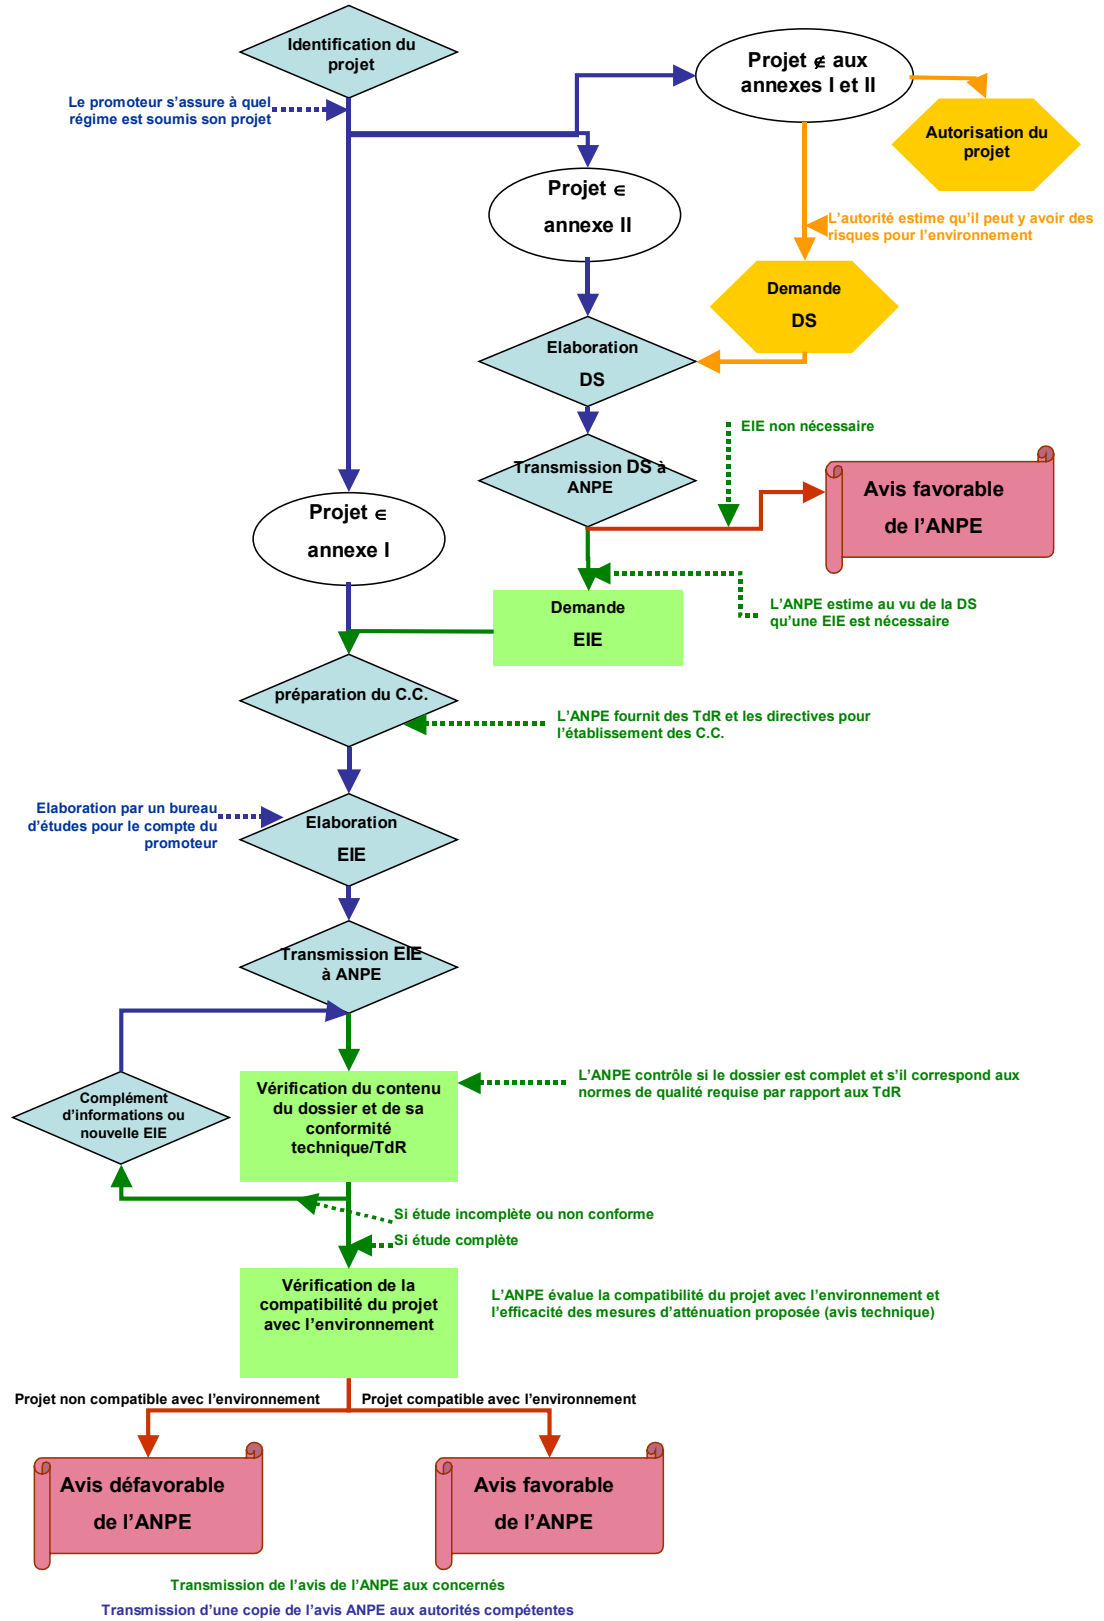 Identification du
projet
Projet ∉ aux
annexes I et II
Le promoteur s’assure à quel
régime est soumis son projet
Autorisation du
projet
Projet ∈
annexe II
L’autorité estime qu’il peut y avoir des
risques pour l’environnement
Demande
DS
Elaboration
DS
EIE non nécessaire
Transmission DS à
ANPE
Avis favorable
de l’ANPE
Projet ∈
annexe I
Demande
EIE
L’ANPE estime au vu de la DS
qu’une EIE est nécessaire
préparation du C.C.
L’ANPE fournit des TdR et les directives pour
l’établissement des C.C.
Elaboration par un bureau
d’études pour le compte du
promoteur
Elaboration
EIE
Transmission EIE
à ANPE
Complément
d’informations ou
nouvelle EIE
Vérification du contenu
du dossier et de sa
conformité
technique/TdR
L’ANPE contrôle si le dossier est complet et s’il correspond aux
normes de qualité requise par rapport aux TdR
Si étude incomplète ou non conforme
Si étude complète
Vérification de la
compatibilité du projet
avec l’environnement
L’ANPE évalue la compatibilité du projet avec l’environnement et
l’efficacité des mesures d’atténuation proposée (avis technique)
Projet non compatible avec l’environnement
Projet compatible avec l’environnement
Avis défavorable
de l’ANPE
Avis favorable
de l’ANPE
Transmission de l’avis de l’ANPE aux concernés
Transmission d’une copie de l’avis ANPE aux autorités compétentes